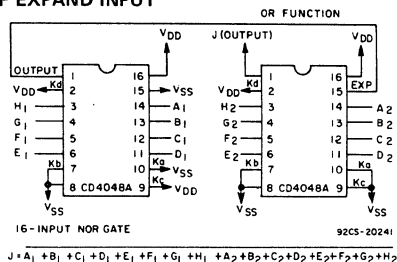 F EXPAND INPUT
OR FUNCTION
VDD J (OUTPUT) VDD
OUTPUT 1 16 Kd 1 16
VDD Kd 2 15 VSS VDD 2 15 EXP
H1 3 14 A1 H2 3 14 A2
G1 4 13 B1 G2 4 13 B2
F1 5 12 C1 F2 5 12 C2
E1 6 11 D1 E2 6 11 D2
Kb 7 10 Ka VSS Kb 7 10 Ka
8 CD4048A 9 Kc VDD 8 CD4048A 9 Kc
VSS VSS VSS
16-INPUT NOR GATE 92CS-20241
J = A1 + B1 + C1 + D1 + E1 + F1 + G1 + H1 + A2 + B2 + C2 + D2 + E2 + F2 + G2 + H2